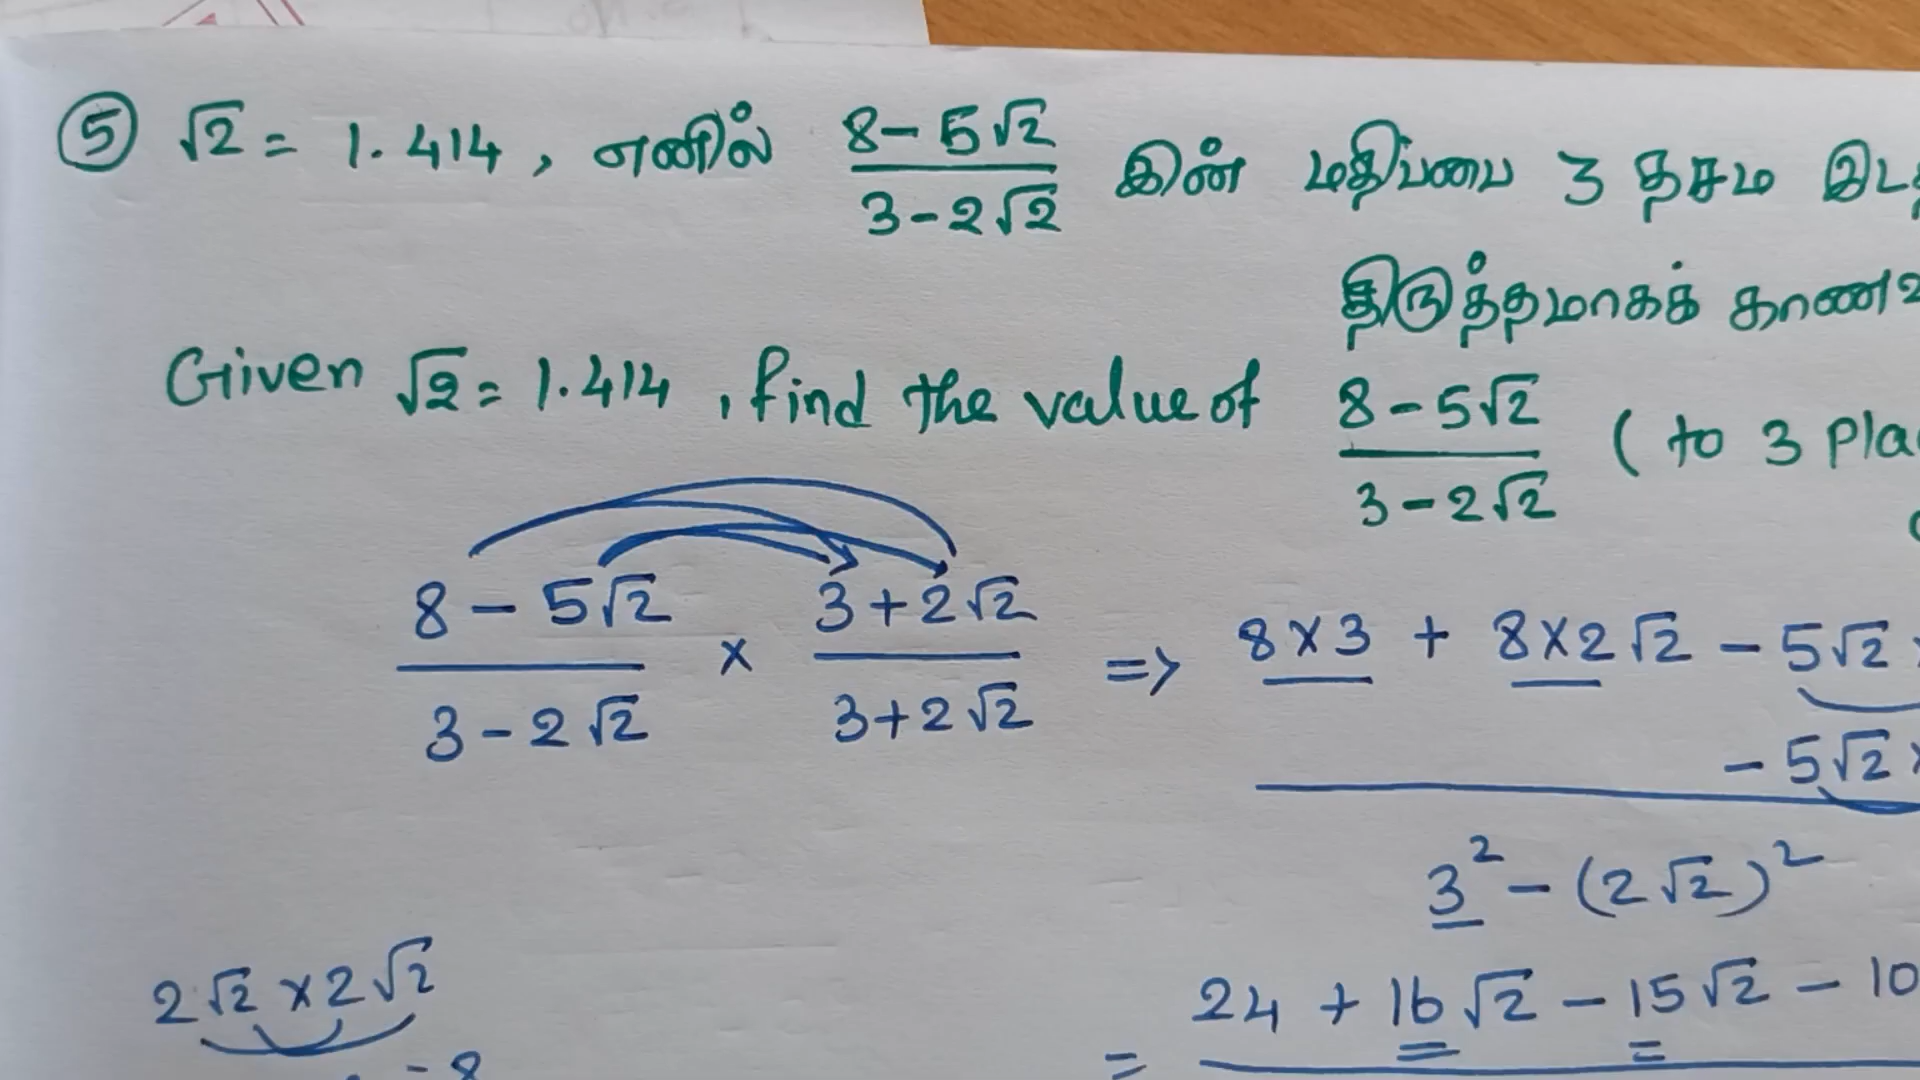 ⑤ √2 = 1.414, எனில் (8 - 5√2)/(3 - 2√2) இன் மதிப்பை 3 தசம
திருத்தமாகக்
Given √2 = 1.414, find the value of (8 - 5√2)/(3 - 2√2) (to 3
(8 - 5√2)/(3 - 2√2) × (3 + 2√2)/(3 + 2√2) => 8×3 + 8×2√2 - 5√2
- 5√2
3² - (2√2)²
2√2 × 2√2
= 24 + 16√2 - 15√2 - 10